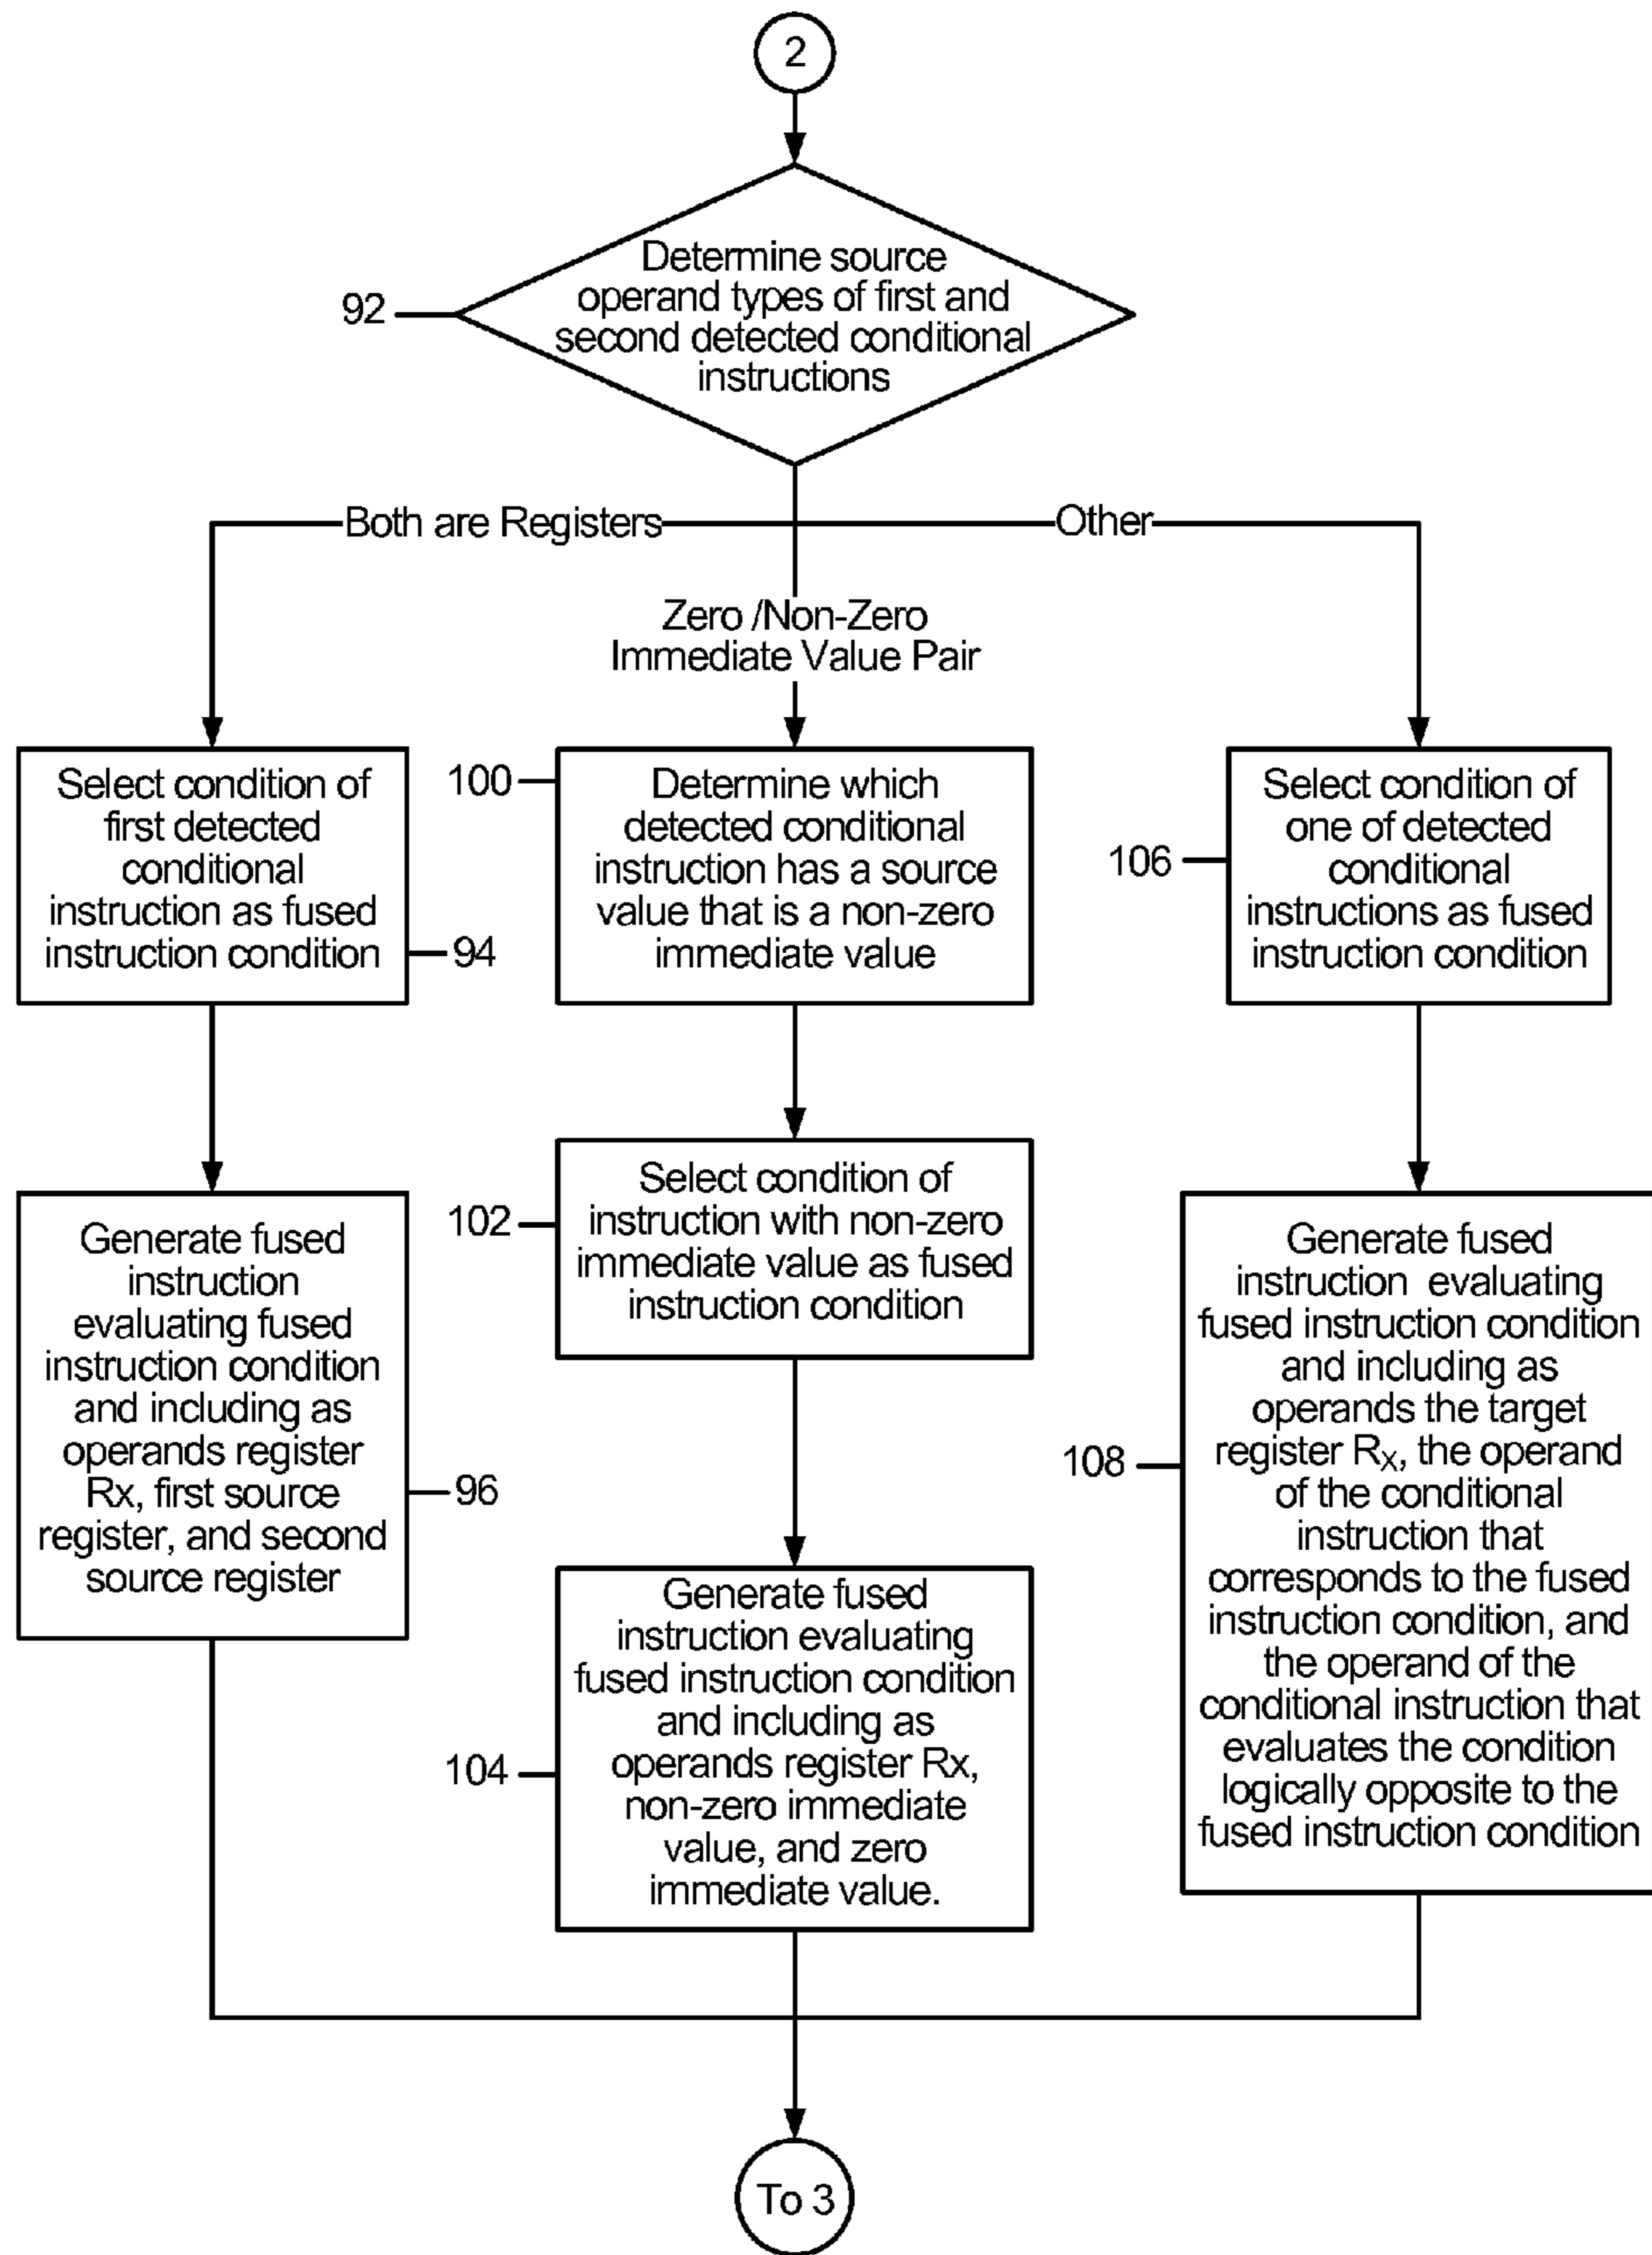 2
Determine source
operand types of first and
second detected conditional
instructions
92
Both are Registers
Other
Zero /Non-Zero
Immediate Value Pair
Select condition of
first detected
conditional
instruction as fused
instruction condition
94
100
Determine which
detected conditional
instruction has a source
value that is a non-zero
immediate value
106
Select condition of
one of detected
conditional
instructions as fused
instruction condition
Generate fused
instruction
evaluating fused
instruction condition
and including as
operands register
Rx, first source
register, and second
source register
96
102
Select condition of
instruction with non-zero
immediate value as fused
instruction condition
104
Generate fused
instruction evaluating
fused instruction condition
and including as
operands register Rx,
non-zero immediate
value, and zero
immediate value.
108
Generate fused
instruction evaluating
fused instruction condition
and including as
operands the target
register RX, the operand
of the conditional
instruction that
corresponds to the fused
instruction condition, and
the operand of the
conditional instruction that
evaluates the condition
logically opposite to the
fused instruction condition
To 3